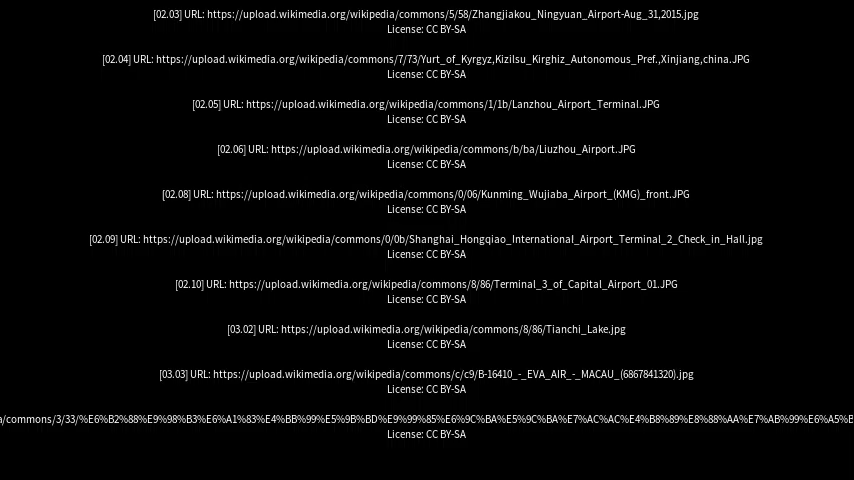 [02.03] URL: https://upload.wikimedia.org/wikipedia/commons/5/58/Zhangjiakou_Ningyuan_Airport-Aug_31,2015.jpg
License: CC BY-SA
[02.04] URL: https://upload.wikimedia.org/wikipedia/commons/7/73/Yurt_of_Kyrgyz,Kizilsu_Kirghiz_Autonomous_Pref.,Xinjiang,china.JPG
License: CC BY-SA
[02.05] URL: https://upload.wikimedia.org/wikipedia/commons/1/1b/Lanzhou_Airport_Terminal.JPG
License: CC BY-SA
[02.06] URL: https://upload.wikimedia.org/wikipedia/commons/b/ba/Liuzhou_Airport.JPG
License: CC BY-SA
[02.08] URL: https://upload.wikimedia.org/wikipedia/commons/0/06/Kunming_Wujiaba_Airport_(KMG)_front.JPG
License: CC BY-SA
[02.09] URL: https://upload.wikimedia.org/wikipedia/commons/0/0b/Shanghai_Hongqiao_International_Airport_Terminal_2_Check_in_Hall.jpg
License: CC BY-SA
[02.10] URL: https://upload.wikimedia.org/wikipedia/commons/8/86/Terminal_3_of_Capital_Airport_01.JPG
License: CC BY-SA
[03.02] URL: https://upload.wikimedia.org/wikipedia/commons/8/86/Tianchi_Lake.jpg
License: CC BY-SA
[03.03] URL: https://upload.wikimedia.org/wikipedia/commons/c/c9/B-16410_-_EVA_AIR_-_MACAU_(6867841320).jpg
License: CC BY-SA
a/commons/3/33/%E6%B2%88%E9%98%B3%E6%A1%83%E4%BB%99%E5%9B%BD%E9%99%85%E6%9C%BA%E5%9C%BA%E7%AC%AC%E4%B8%89%E8%88%AA%E7%AB%99%E6%A5%B
License: CC BY-SA